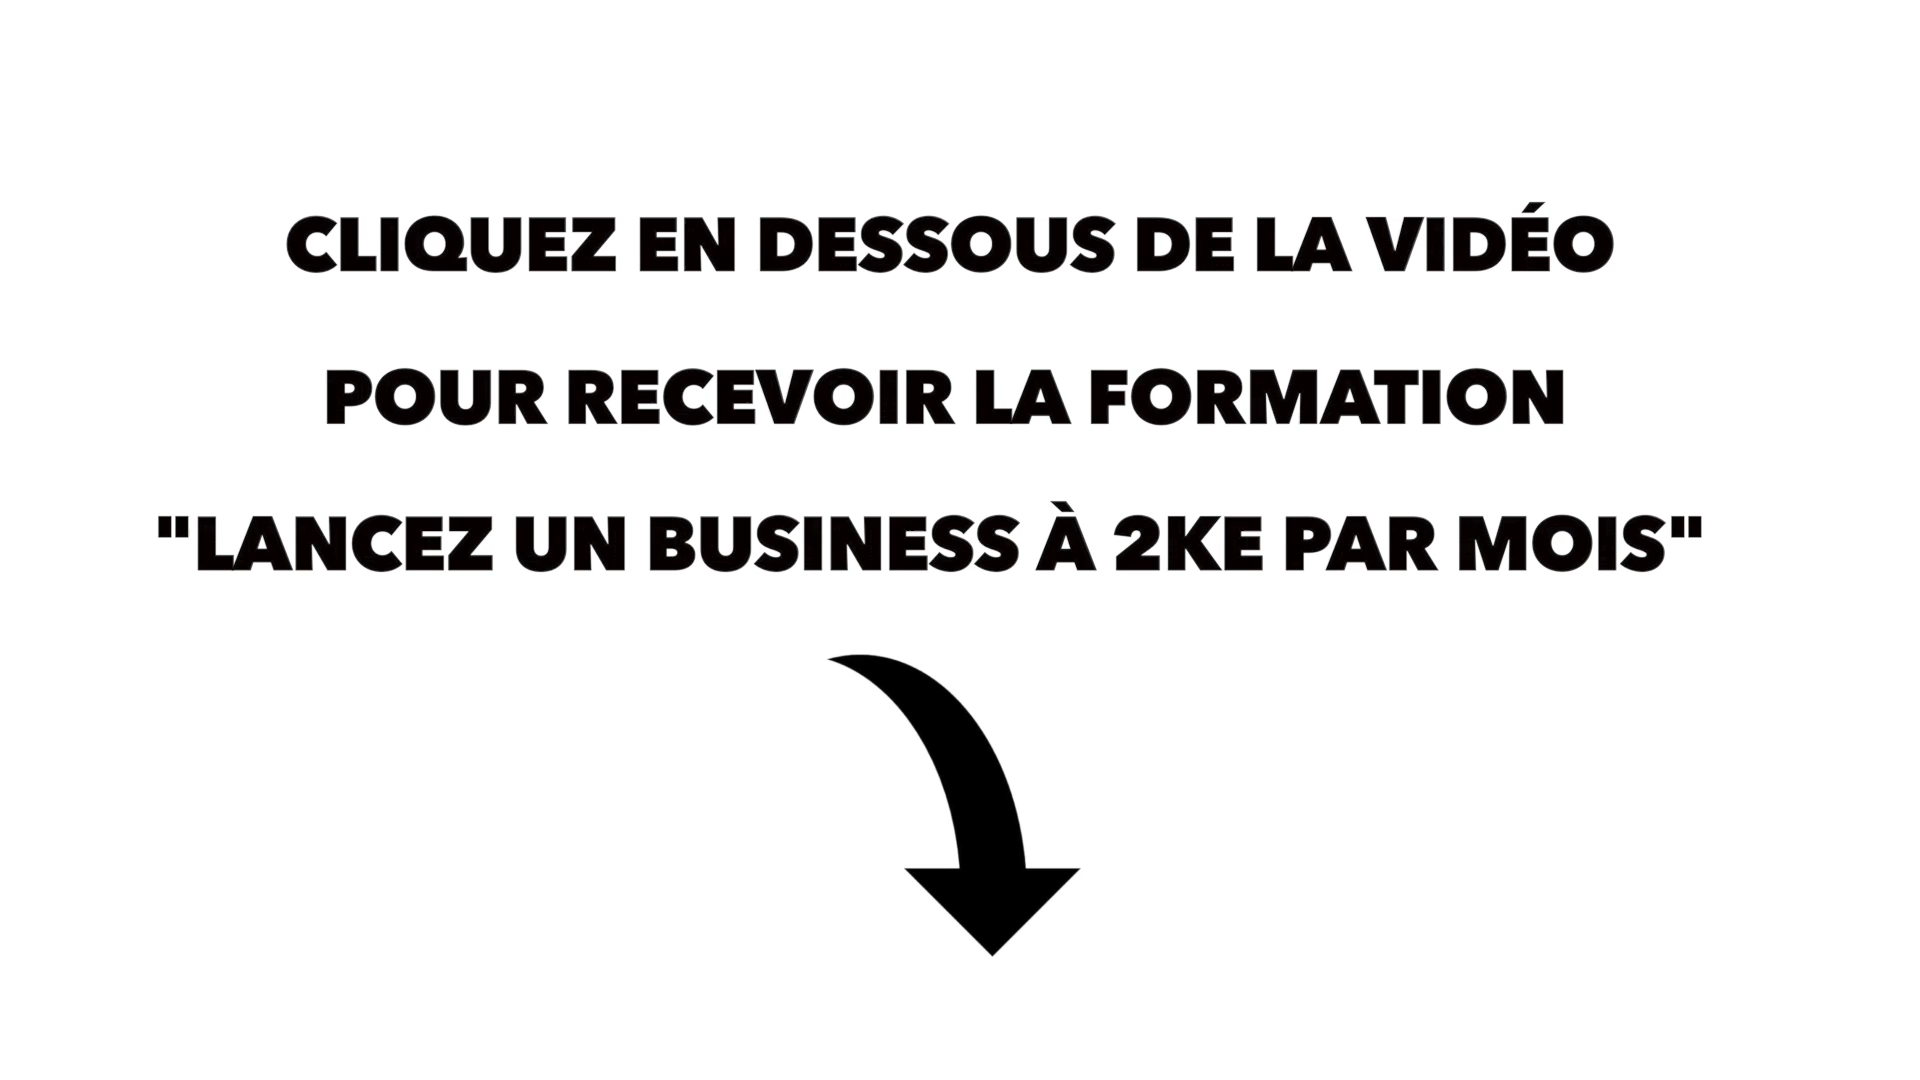 CLIQUEZ EN DESSOUS DE LA VIDÉO
POUR RECEVOIR LA FORMATION
"LANCEZ UN BUSINESS À 2KE PAR MOIS"